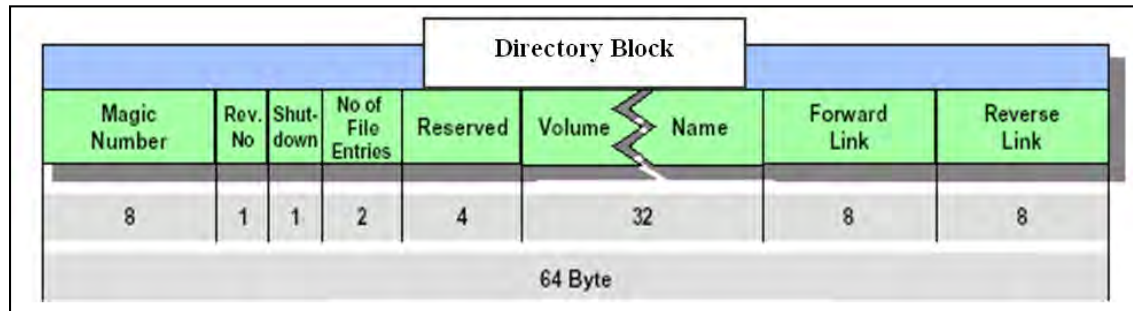 Directory Block
Magic Number
Rev. No
Shut-down
No of File Entries
Reserved
Volume Name
Forward Link
Reverse Link
8 1 1 2 4 32 8 8
64 Byte